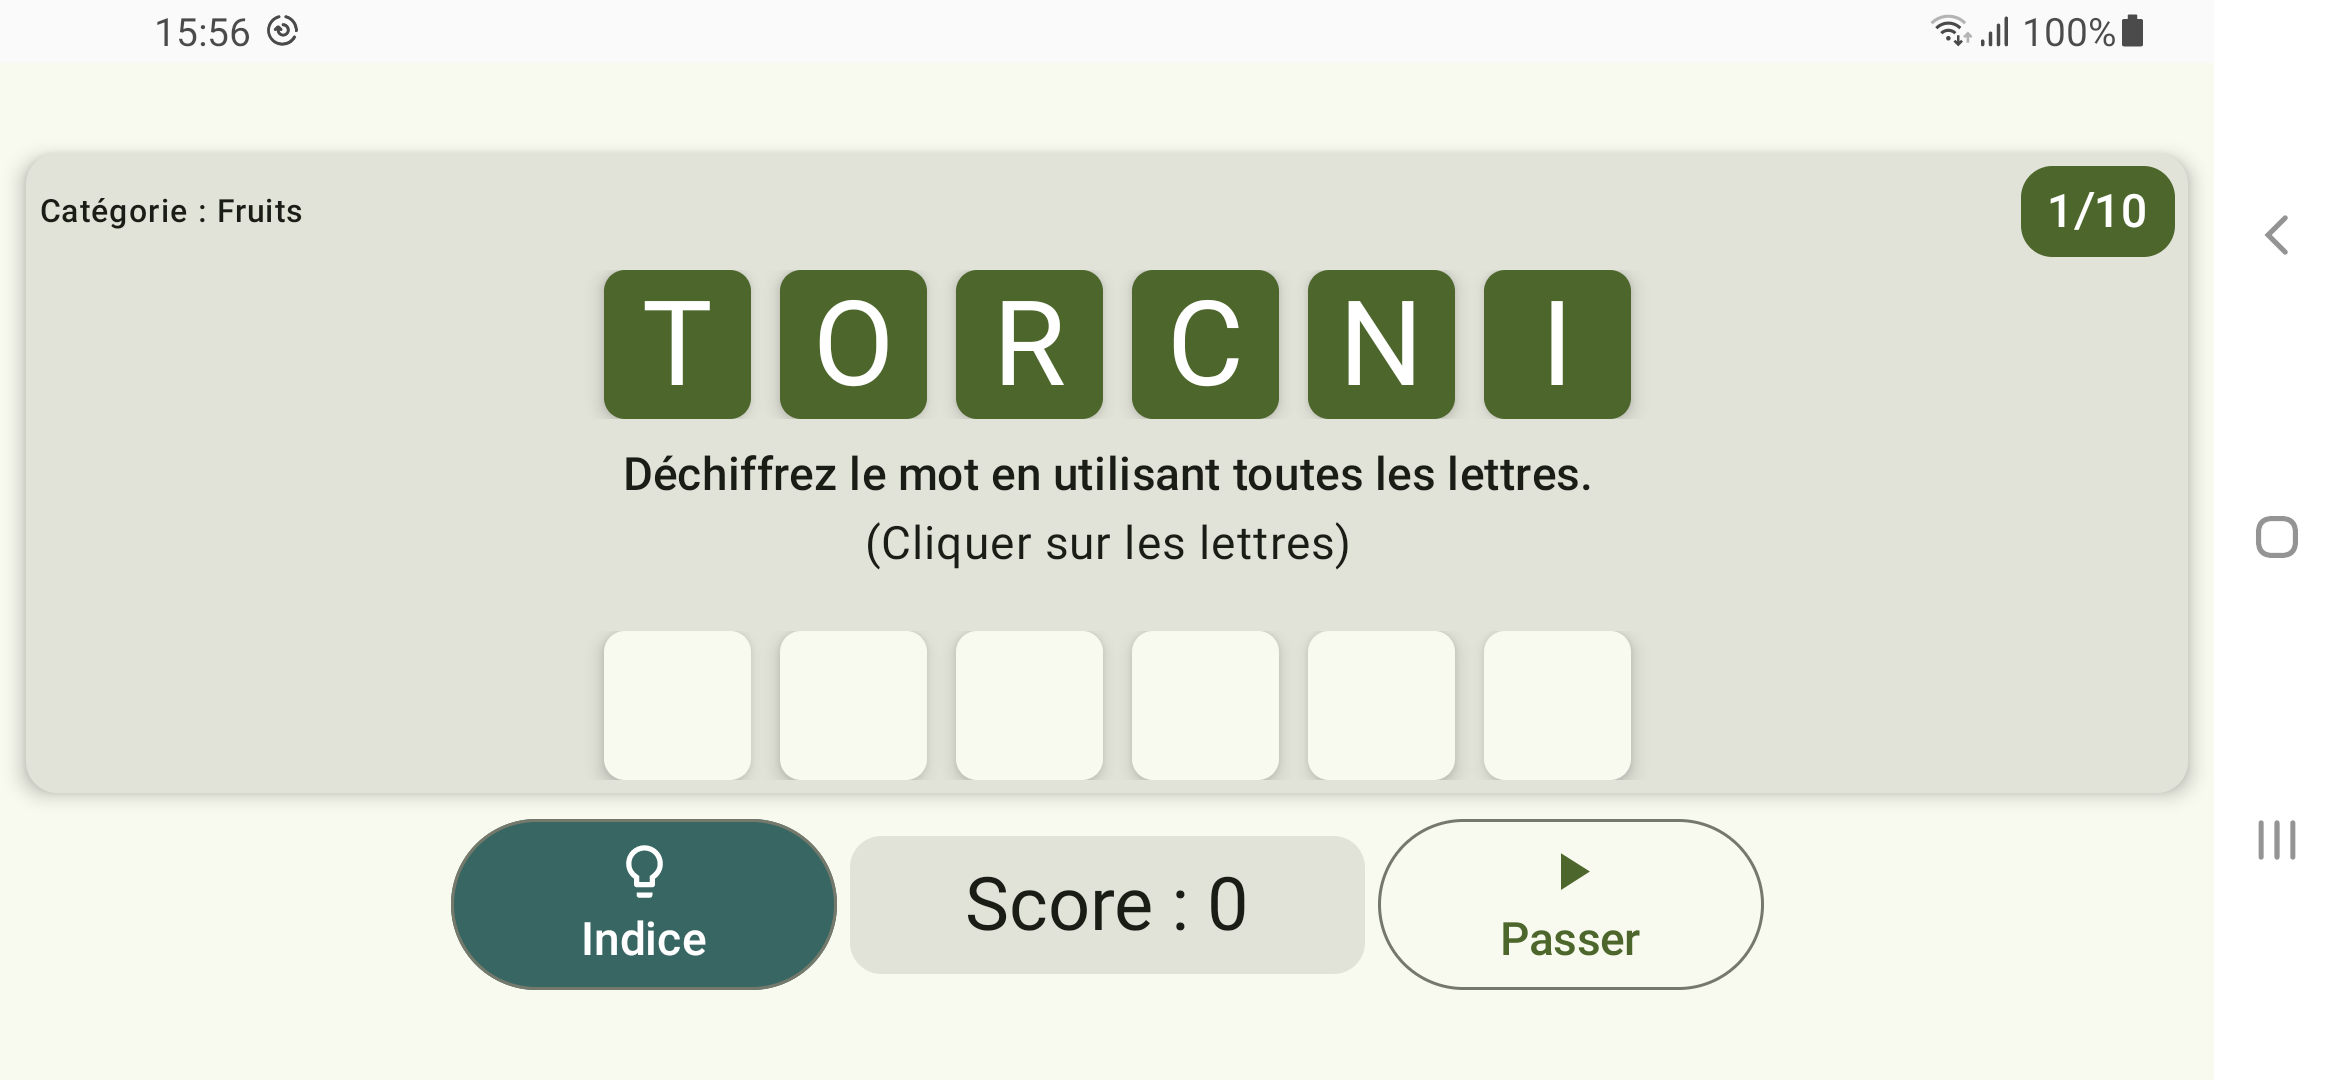 15:56 100%
Catégorie : Fruits
1/10
T O R C N I
Déchiffrez le mot en utilisant toutes les lettres.
(Cliquer sur les lettres)
Indice
Score : 0
Passer